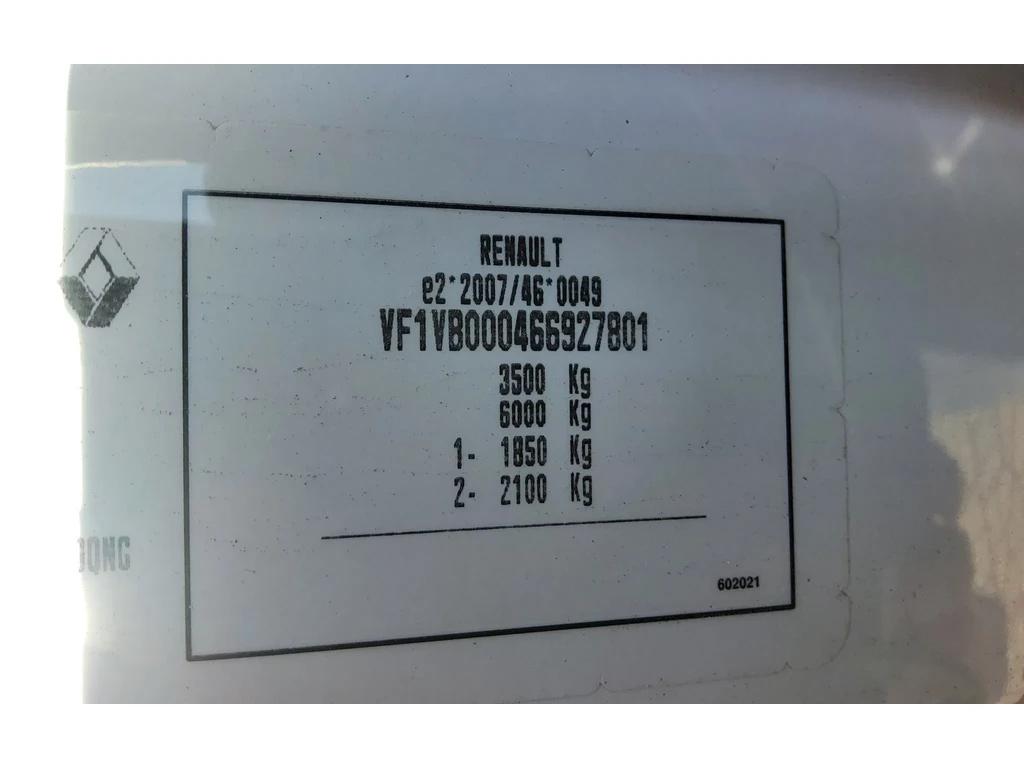 RENAULT
e2*2007/46*0049
VF1VB000466927801
3500 Kg
6000 Kg
1- 1850 Kg
2- 2100 Kg
602021